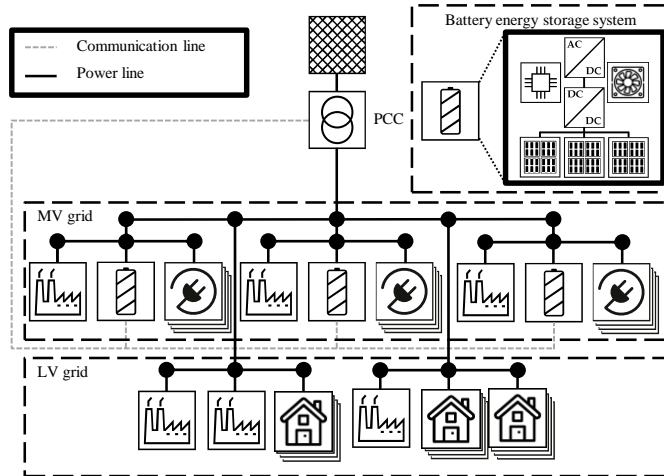 Communication line
Power line
PCC
Battery energy storage system
AC
DC
DC
DC
MV grid
LV grid